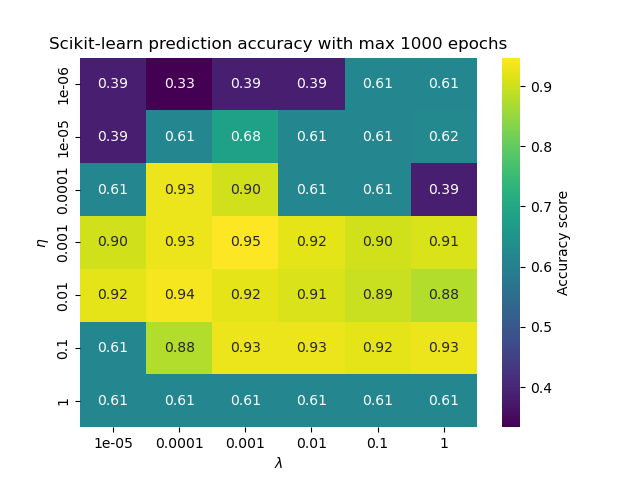 Scikit-learn prediction accuracy with max 1000 epochs
1e-06 0.39 0.33 0.39 0.39 0.61 0.61
1e-05 0.39 0.61 0.68 0.61 0.61 0.62
0.0001 0.61 0.93 0.90 0.61 0.61 0.39
0.001 0.90 0.93 0.95 0.92 0.90 0.91
0.01 0.92 0.94 0.92 0.91 0.89 0.88
0.1 0.61 0.88 0.93 0.93 0.92 0.93
1 0.61 0.61 0.61 0.61 0.61 0.61
η
1e-05 0.0001 0.001 0.01 0.1 1
λ
0.9
0.8
0.7
0.6
0.5
0.4
Accuracy score